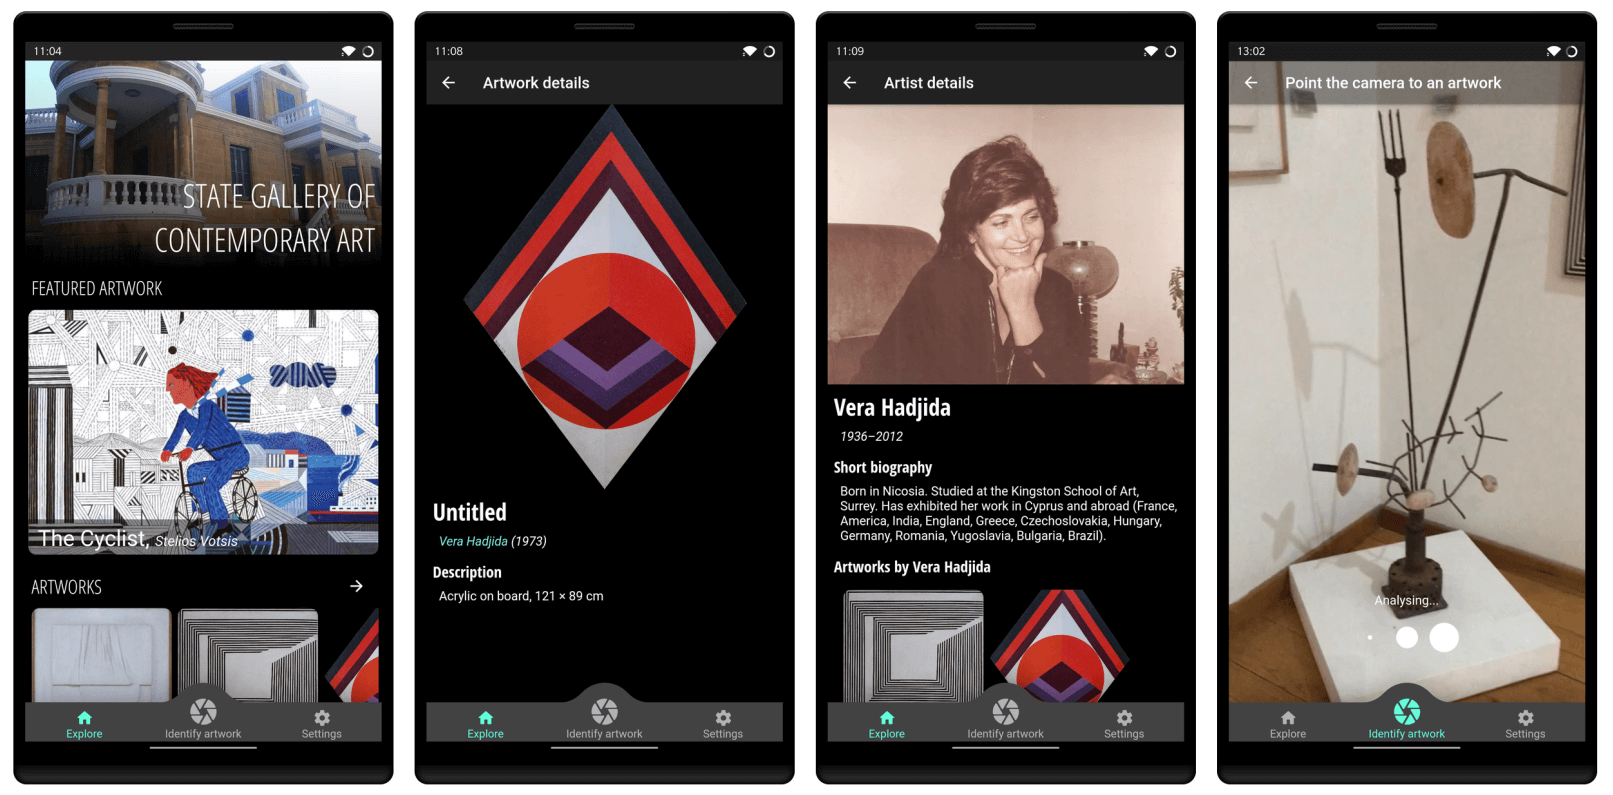 11:04
STATE GALLERY OF
CONTEMPORARY ART
FEATURED ARTWORK
The Cyclist, Stelios Votsis
ARTWORKS
Explore
Identify artwork
Settings
11:08
Artwork details
Untitled
Vera Hadjida (1973)
Description
Acrylic on board, 121 × 89 cm
Explore
Identify artwork
Settings
11:09
Artist details
Vera Hadjida
1936–2012
Short biography
Born in Nicosia. Studied at the Kingston School of Art,
Surrey. Has exhibited her work in Cyprus and abroad (France,
America, India, England, Greece, Czechoslovakia, Hungary,
Germany, Romania, Yugoslavia, Bulgaria, Brazil).
Artworks by Vera Hadjida
Explore
Identify artwork
Settings
13:02
Point the camera to an artwork
Analysing...
Explore
Identify artwork
Settings